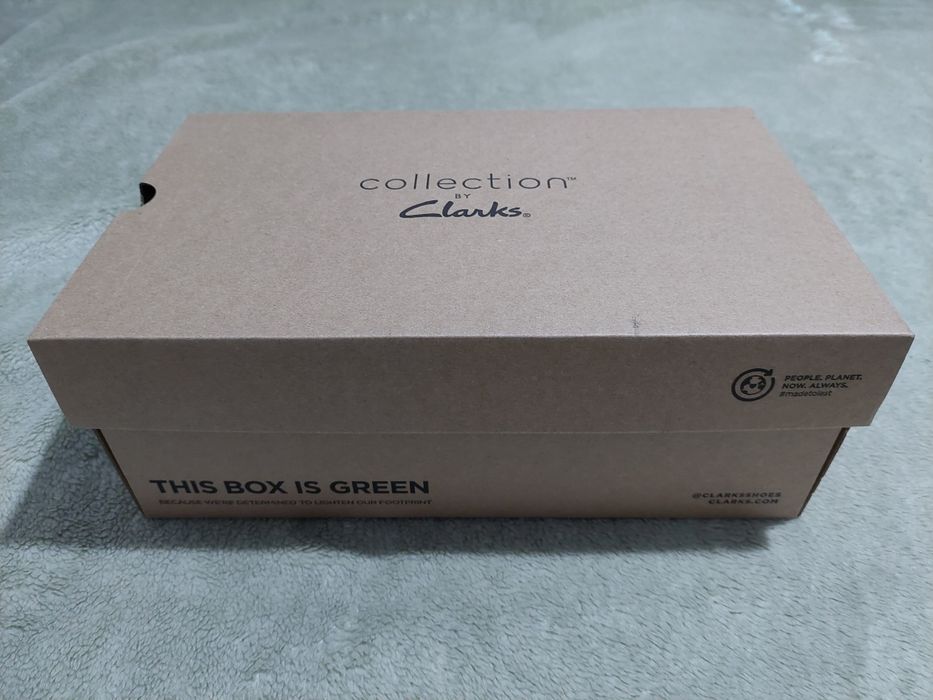 collection™
BY
Clarks®
PEOPLE. PLANET.
NOW. ALWAYS.
#madetolast
THIS BOX IS GREEN
BECAUSE WE'RE DETERMINED TO LIGHTEN OUR FOOTPRINT
@CLARKSSHOES
CLARKS.COM